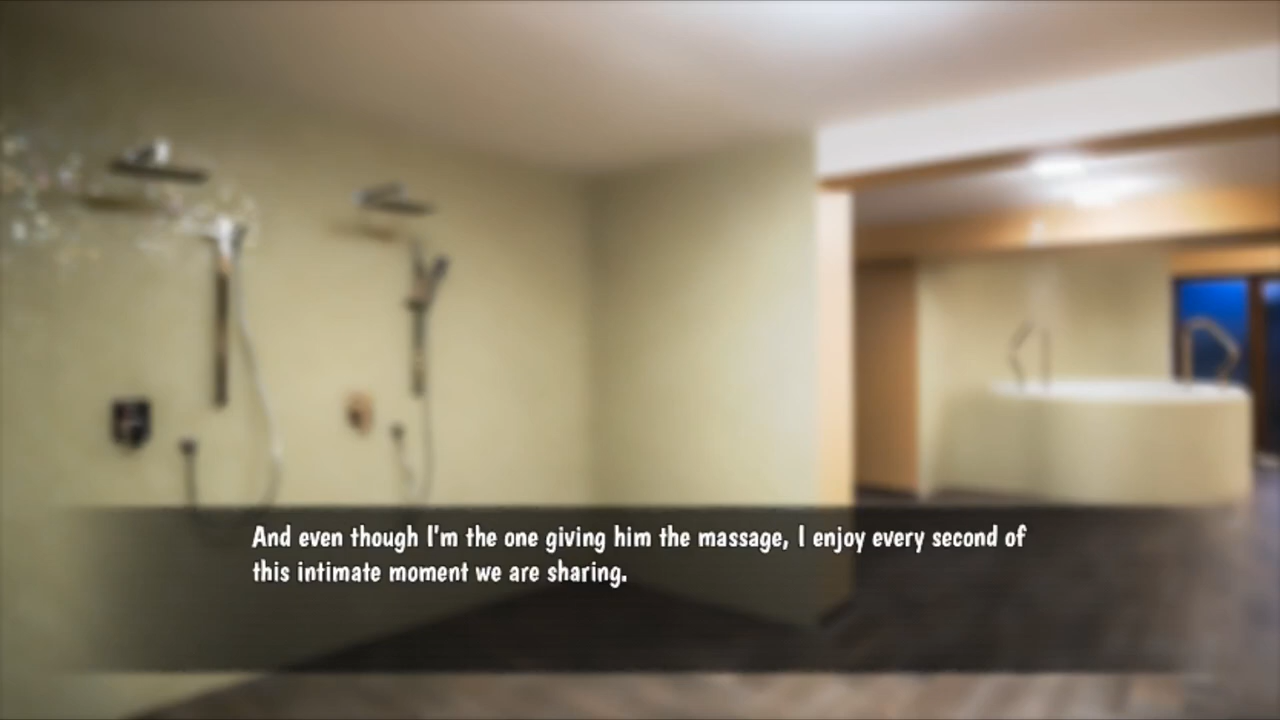 And even though I'm the one giving him the massage, I enjoy every second of
this intimate moment we are sharing.